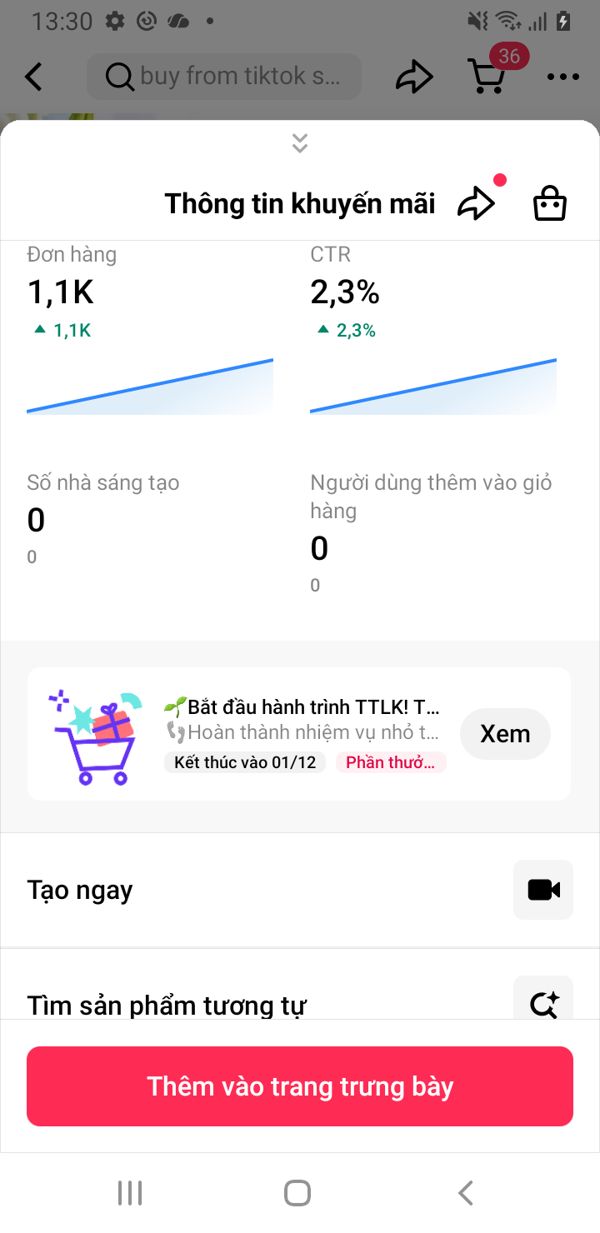 13:30
36
buy from tiktok s...
Thông tin khuyến mãi
Đơn hàng
1,1K
1,1K
CTR
2,3%
2,3%
Số nhà sáng tạo
0
0
Người dùng thêm vào giỏ
hàng
0
0
Bắt đầu hành trình TTLK! T...
Hoàn thành nhiệm vụ nhỏ t...
Kết thúc vào 01/12
Phần thưở...
Xem
Tạo ngay
Tìm sản phẩm tương tự
Thêm vào trang trưng bày